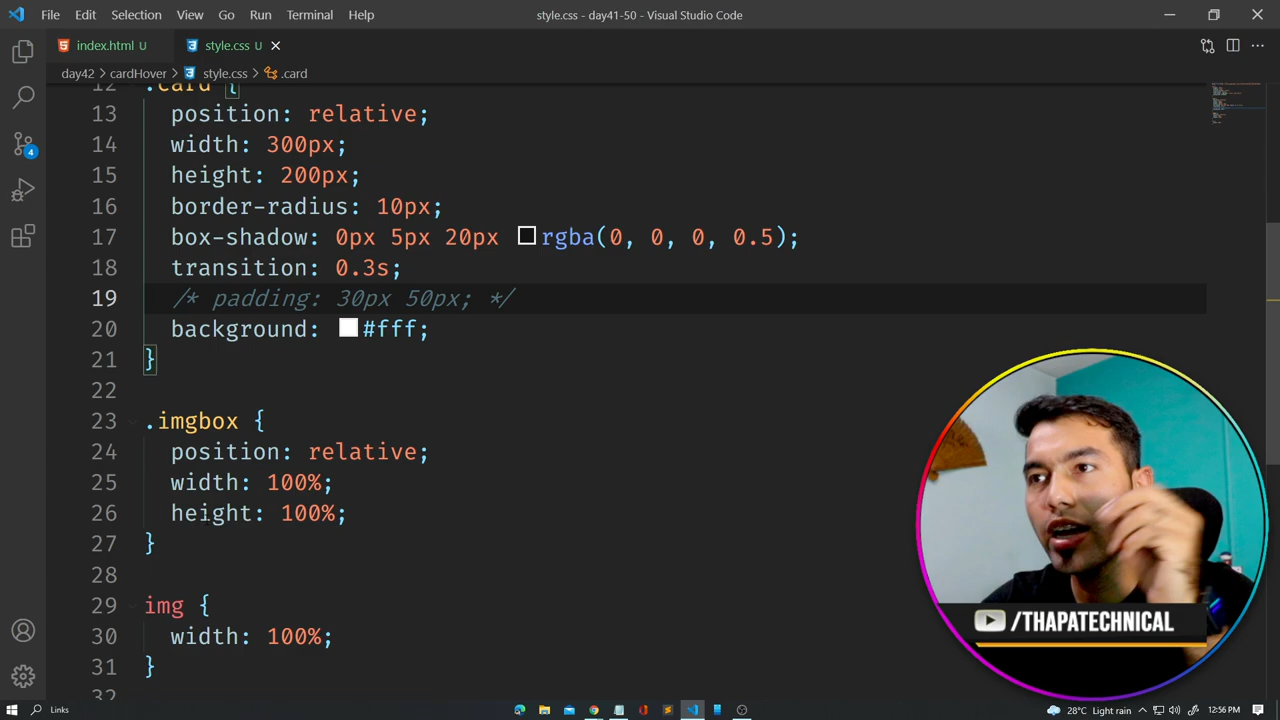 File Edit Selection View Go Run Terminal Help
style.css - day41-50 - Visual Studio Code
index.html U
style.css U
day42 > cardHover > style.css > .card
12 .card {
13 position: relative;
14 width: 300px;
15 height: 200px;
16 border-radius: 10px;
17 box-shadow: 0px 5px 20px rgba(0, 0, 0, 0.5);
18 transition: 0.3s;
19 /* padding: 30px 50px; */
20 background: #fff;
21 }
22
23 .imgbox {
24 position: relative;
25 width: 100%;
26 height: 100%;
27 }
28
29 img {
30 width: 100%;
31 }
32
4
/THAPATECHNICAL
Links
28°C Light rain
12:56 PM